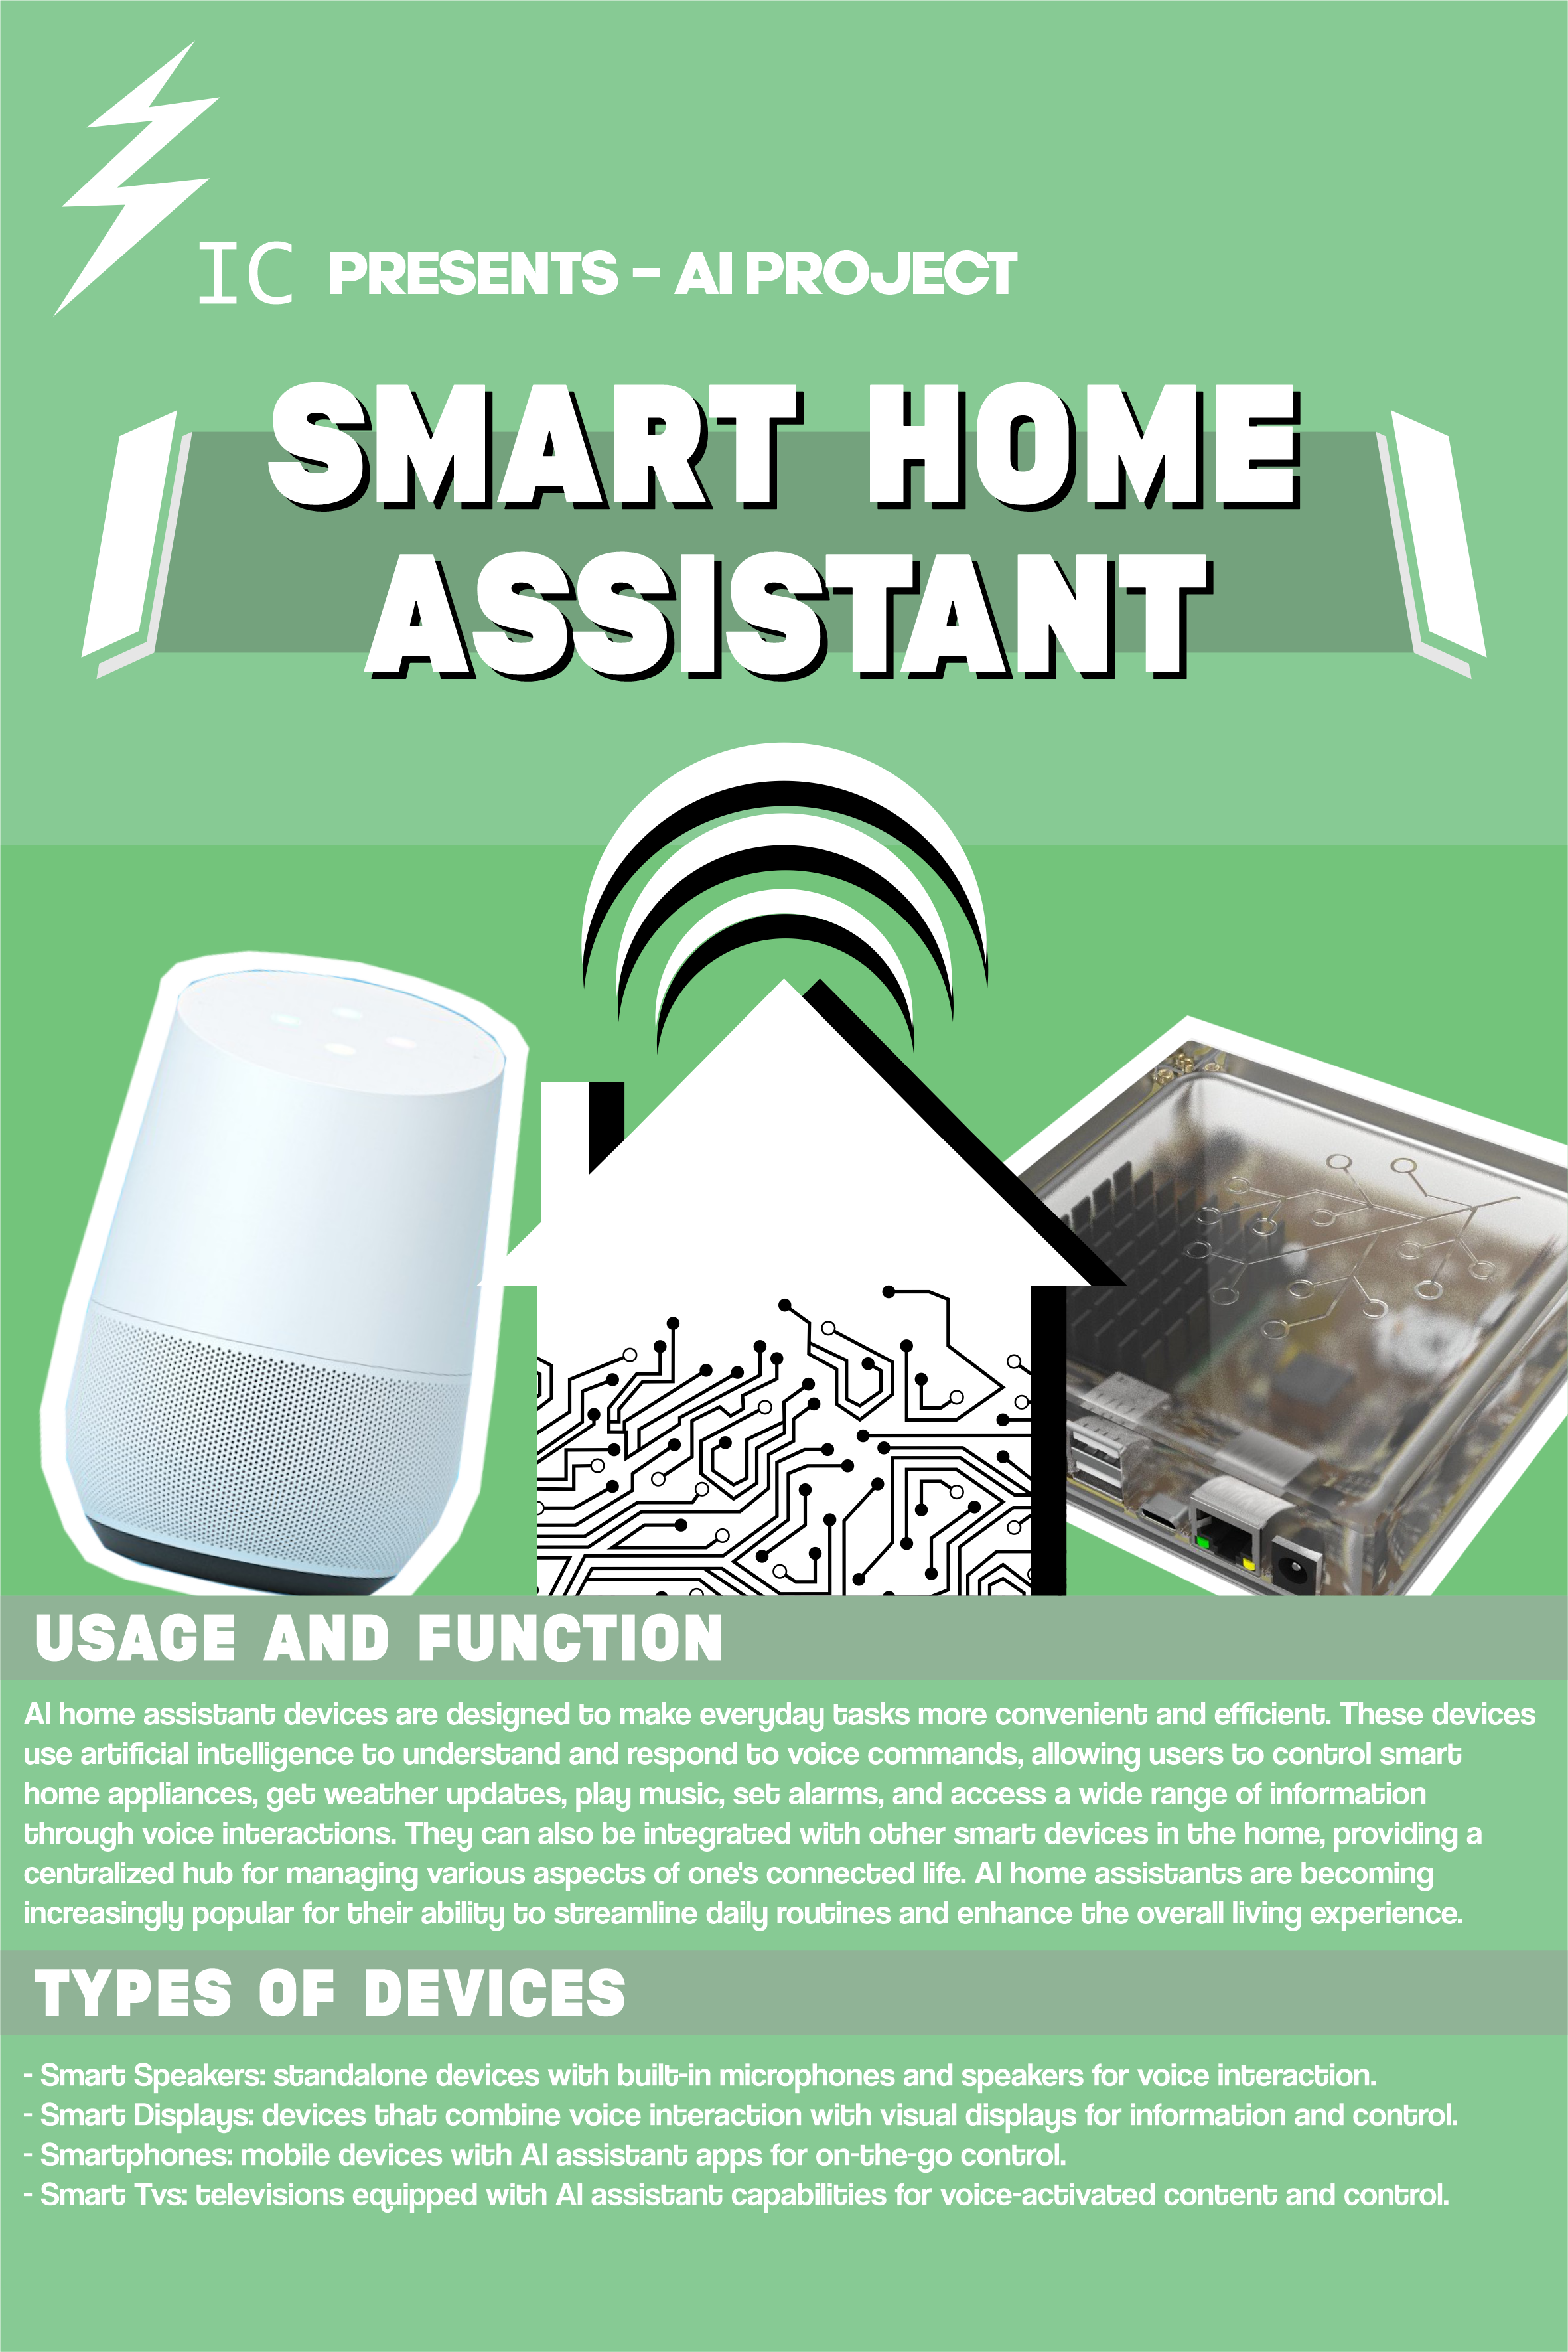 IC PRESENTS - AI PROJECT
SMART HOME
ASSISTANT
USAGE AND FUNCTION
AI home assistant devices are designed to make everyday tasks more convenient and efficient. These devices
use artificial intelligence to understand and respond to voice commands, allowing users to control smart
home appliances, get weather updates, play music, set alarms, and access a wide range of information
through voice interactions. They can also be integrated with other smart devices in the home, providing a
centralized hub for managing various aspects of one's connected life. AI home assistants are becoming
increasingly popular for their ability to streamline daily routines and enhance the overall living experience.
TYPES OF DEVICES
- Smart Speakers: standalone devices with built-in microphones and speakers for voice interaction.
- Smart Displays: devices that combine voice interaction with visual displays for information and control.
- Smartphones: mobile devices with AI assistant apps for on-the-go control.
- Smart Tvs: televisions equipped with AI assistant capabilities for voice-activated content and control.